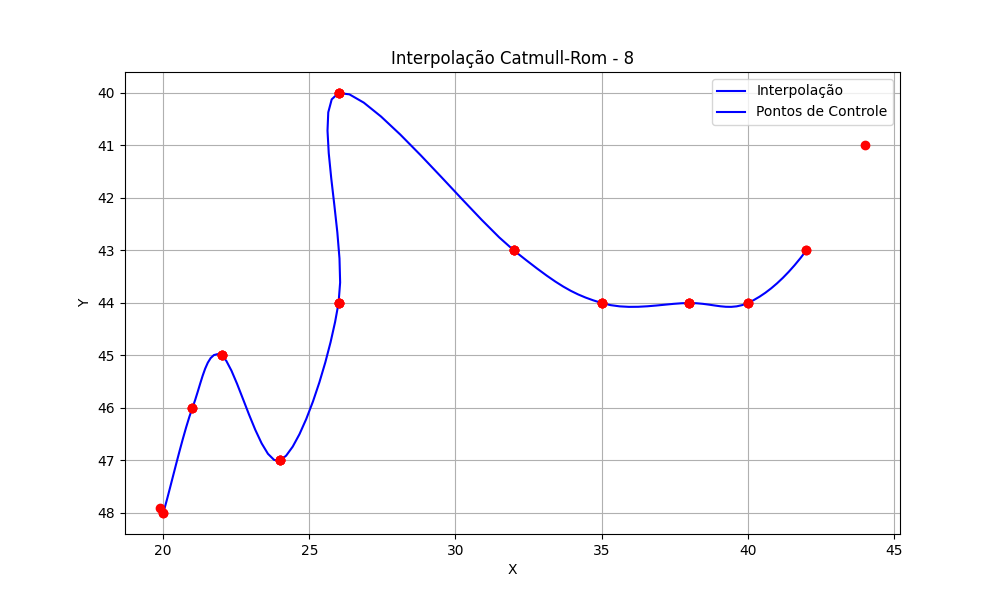 Interpolação Catmull-Rom - 8
Interpolação
Pontos de Controle
40
41
42
43
44
45
46
47
48
Y
20 25 30 35 40 45
X